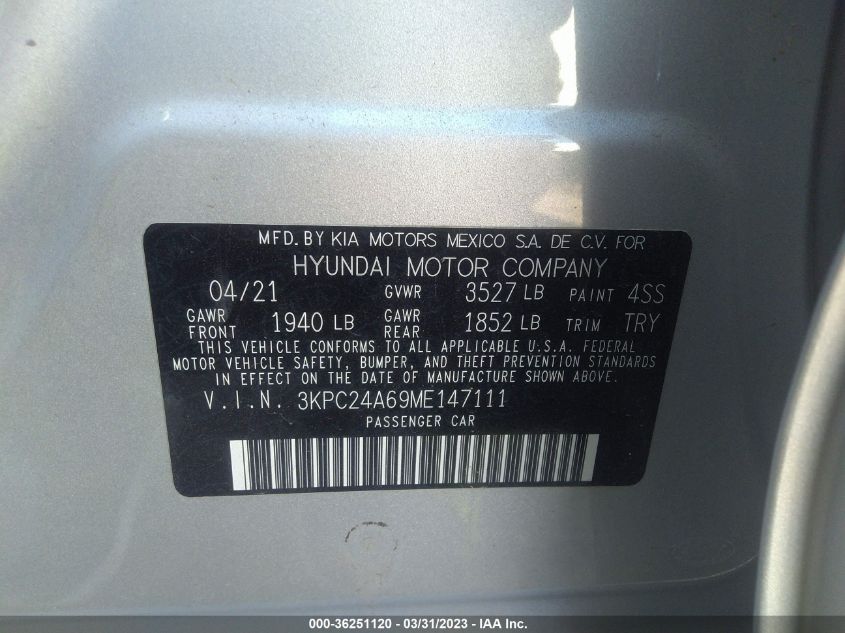 MFD. BY KIA MOTORS MEXICO S.A. DE C.V. FOR
HYUNDAI MOTOR COMPANY
04/21 GVWR 3527 LB PAINT 4SS
GAWR FRONT 1940 LB GAWR REAR 1852 LB TRIM TRY
THIS VEHICLE CONFORMS TO ALL APPLICABLE U.S.A. FEDERAL
MOTOR VEHICLE SAFETY, BUMPER, AND THEFT PREVENTION STANDARDS
IN EFFECT ON THE DATE OF MANUFACTURE SHOWN ABOVE.
V.I.N. 3KPC24A69ME147111
PASSENGER CAR
000-36251120 - 03/31/2023 - IAA Inc.